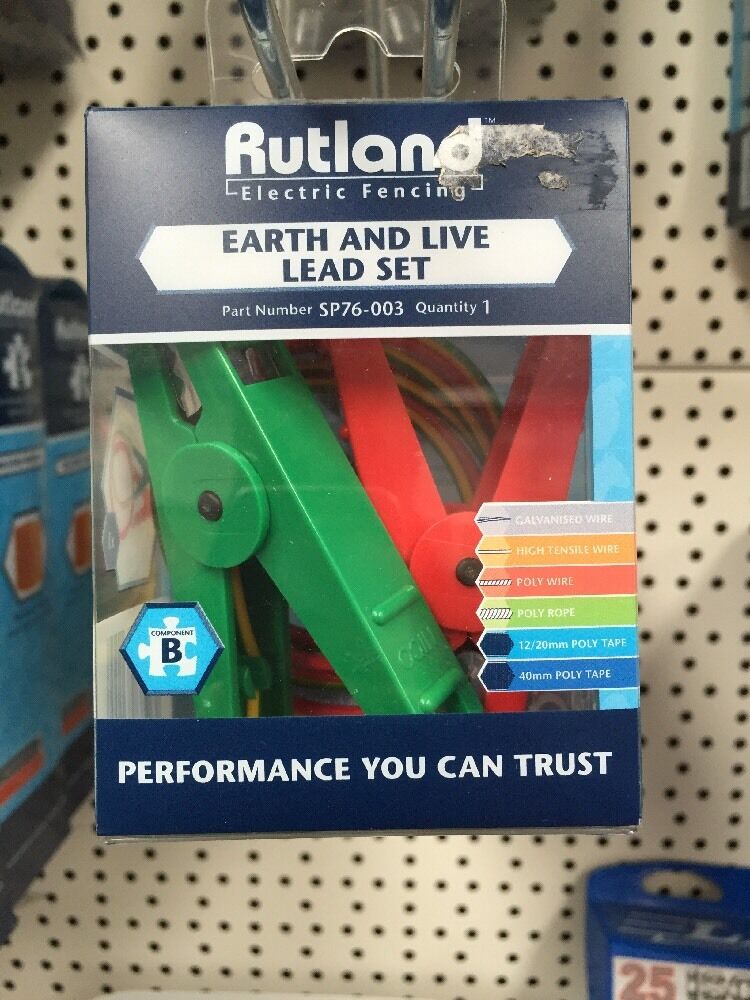 Rutland™
Electric Fencing
EARTH AND LIVE
LEAD SET
Part Number SP76-003 Quantity 1
GALVANISED WIRE
HIGH TENSILE WIRE
POLY WIRE
POLY ROPE
12/20mm POLY TAPE
40mm POLY TAPE
COMPONENT
B
PERFORMANCE YOU CAN TRUST
25